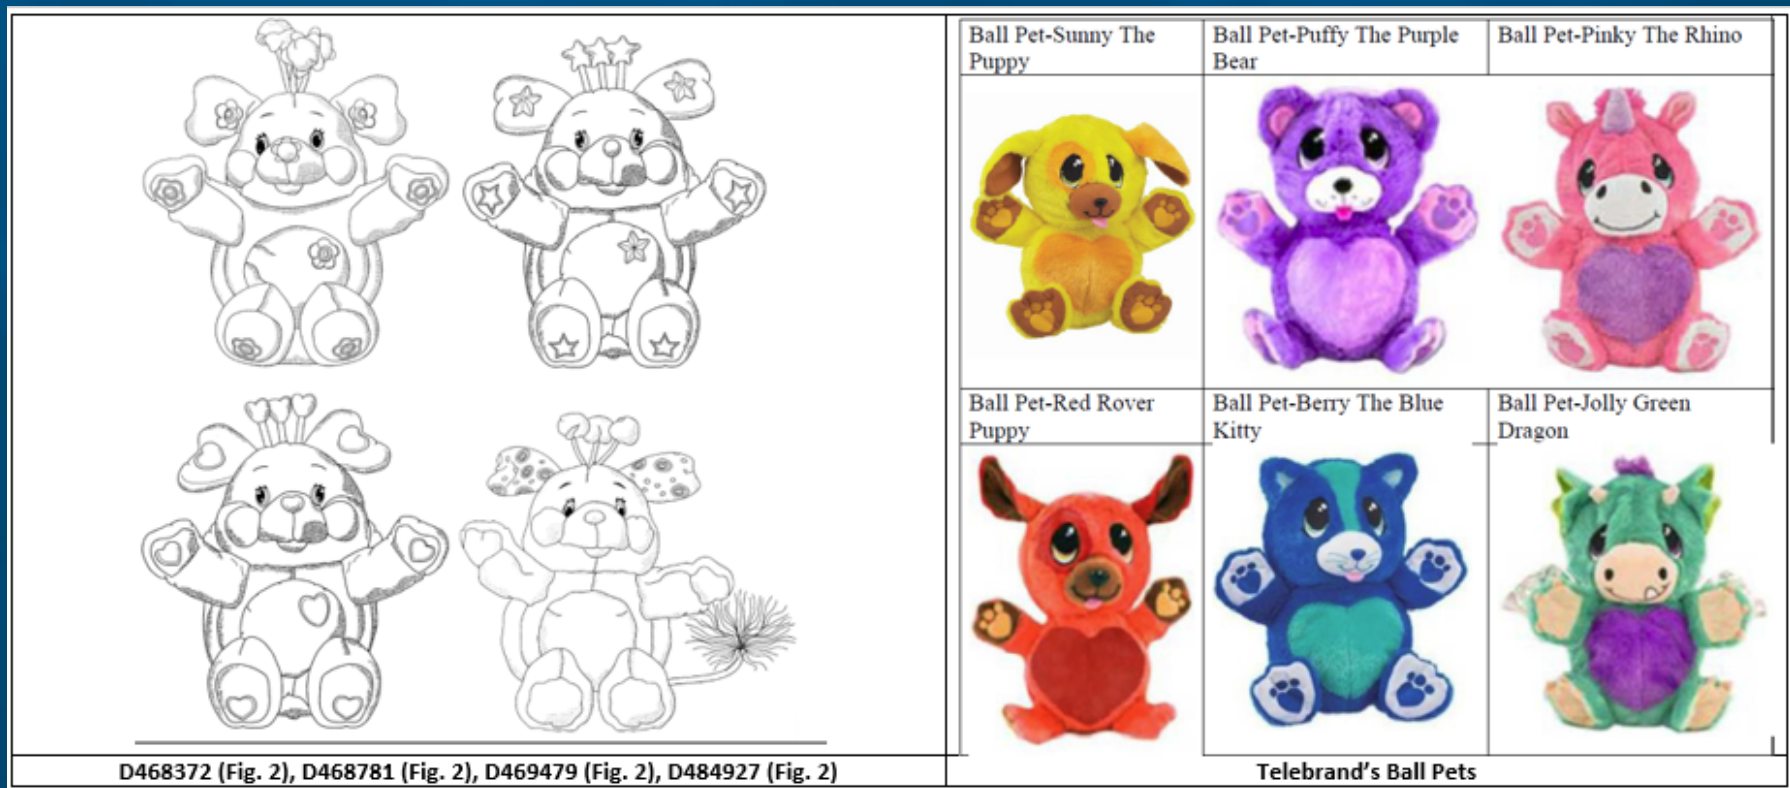 Ball Pet-Sunny The
Puppy
Ball Pet-Puffy The Purple
Bear
Ball Pet-Pinky The Rhino
Ball Pet-Red Rover
Puppy
Ball Pet-Berry The Blue
Kitty
Ball Pet-Jolly Green
Dragon
D468372 (Fig. 2), D468781 (Fig. 2), D469479 (Fig. 2), D484927 (Fig. 2)
Telebrand's Ball Pets